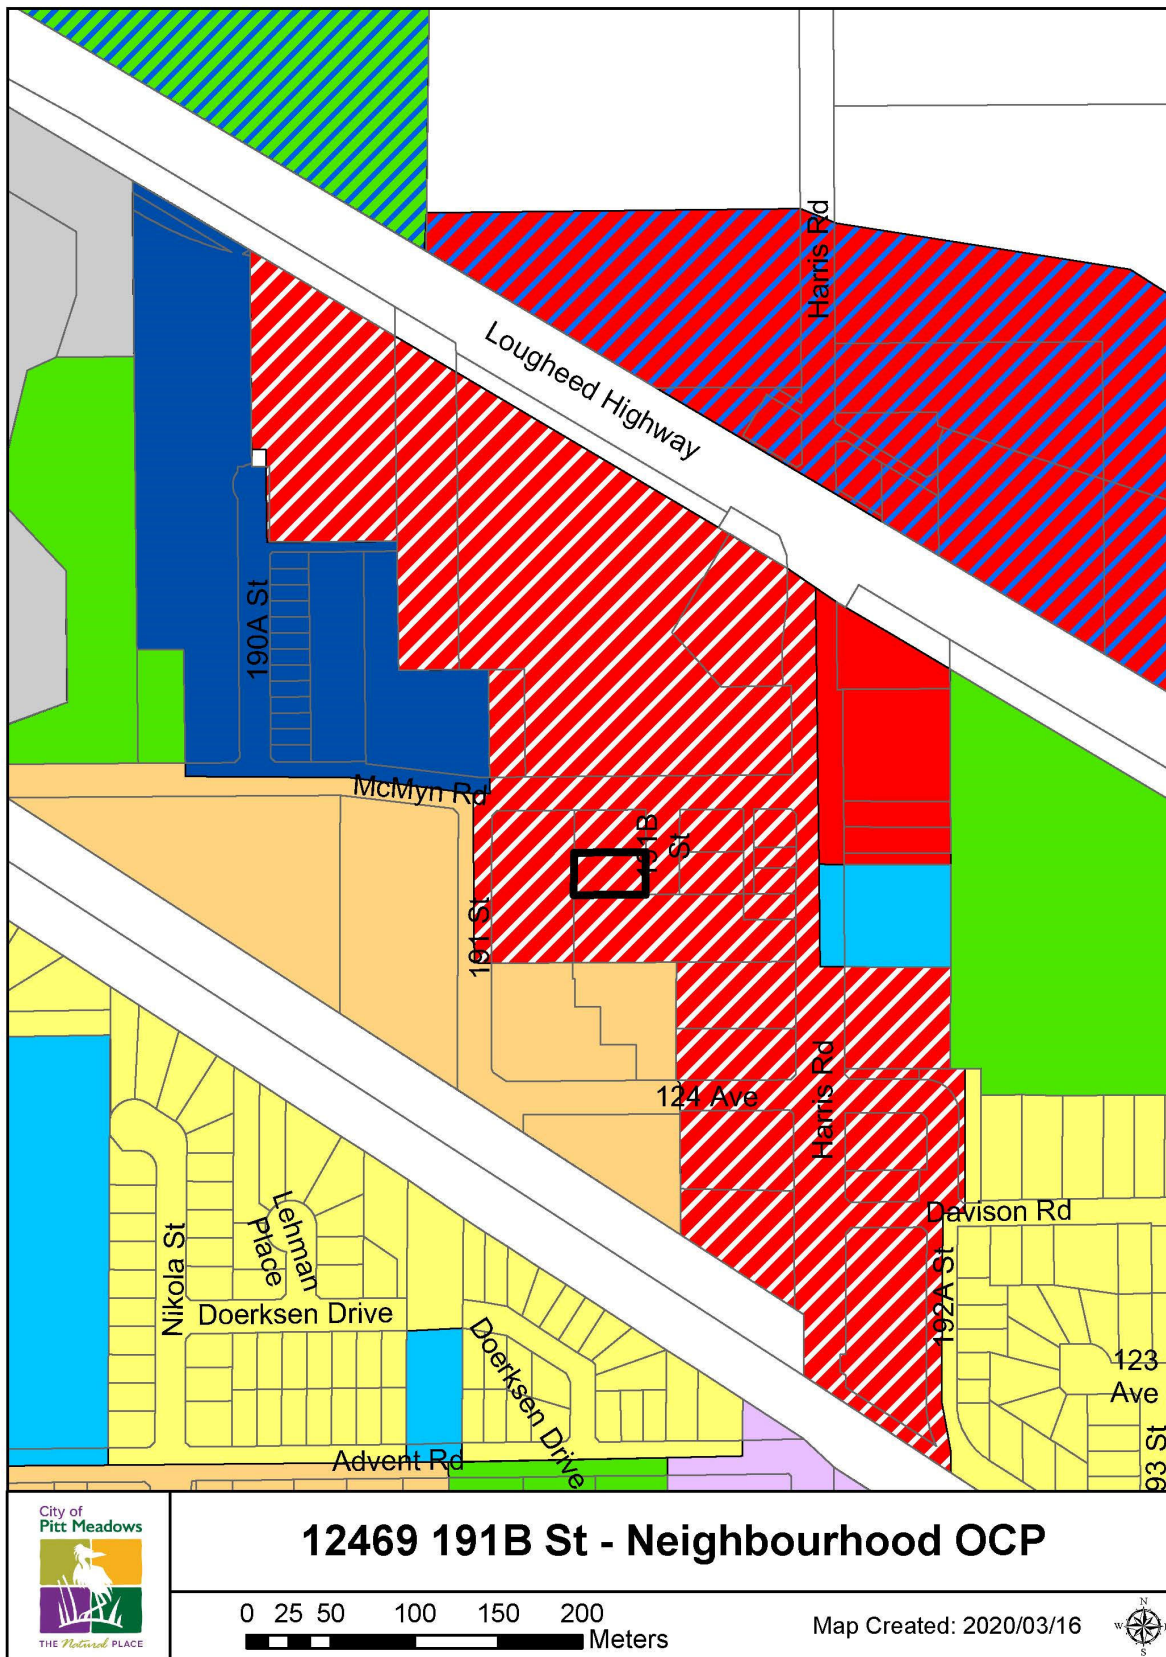 Harris Rd
Lougheed Highway
190A St
McMyn Rd
191B
St
191 St
124 Ave
Harris Rd
Davison Rd
192A St
Nikola St
Lehman
Place
Doerksen Drive
Doerksen Drive
123
Ave
93 St
Advent Rd
City of
Pitt Meadows
THE Natural PLACE
12469 191B St - Neighbourhood OCP
0 25 50 100 150 200
Meters
Map Created: 2020/03/16
N
W
S